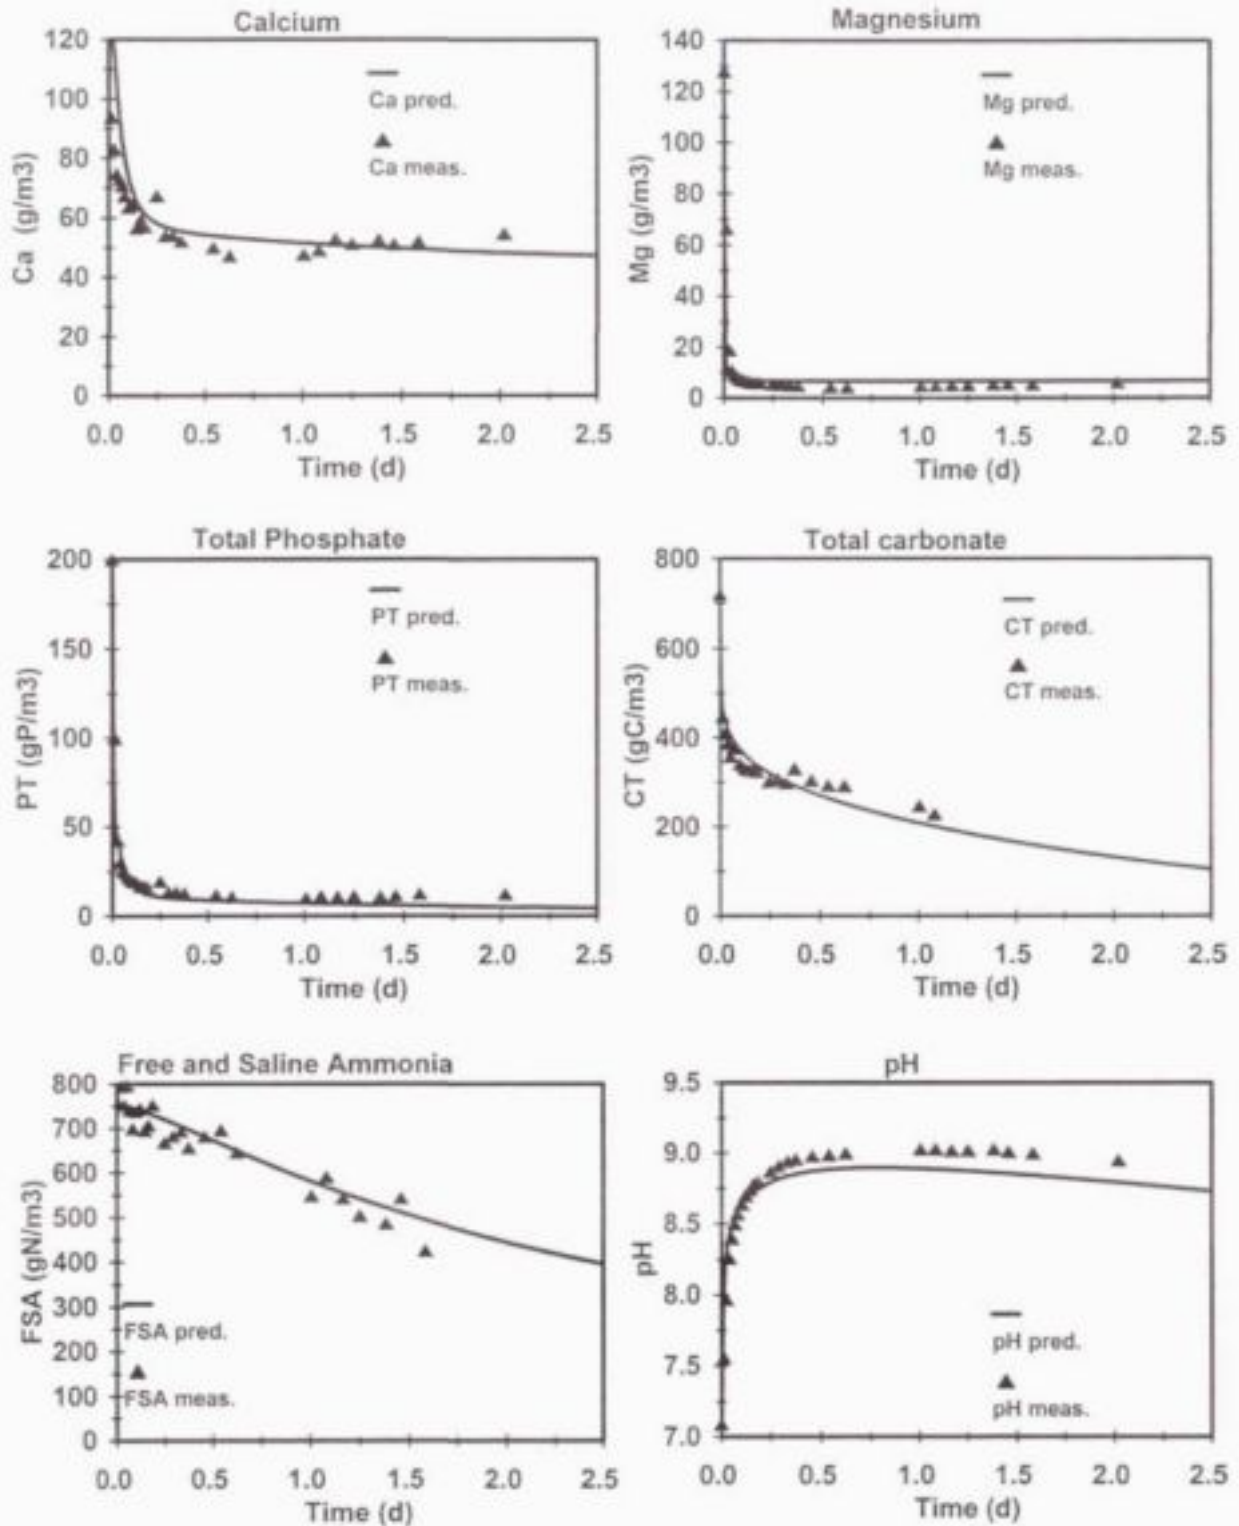 Calcium
120
100
80
60
40
20
0
Ca (g/m3)
Ca pred.
Ca meas.
0.0 0.5 1.0 1.5 2.0 2.5
Time (d)
Magnesium
140
120
100
80
60
40
20
0
Mg (g/m3)
Mg pred.
Mg meas.
0.0 0.5 1.0 1.5 2.0 2.5
Time (d)
Total Phosphate
200
150
100
50
0
PT (gP/m3)
PT pred.
PT meas.
0.0 0.5 1.0 1.5 2.0 2.5
Time (d)
Total carbonate
800
600
400
200
0
CT (gC/m3)
CT pred.
CT meas.
0.0 0.5 1.0 1.5 2.0 2.5
Time (d)
Free and Saline Ammonia
800
700
600
500
400
300
200
100
0
FSA (gN/m3)
FSA pred.
FSA meas.
0.0 0.5 1.0 1.5 2.0 2.5
Time (d)
pH
9.5
9.0
8.5
8.0
7.5
7.0
pH
pH pred.
pH meas.
0.0 0.5 1.0 1.5 2.0 2.5
Time (d)